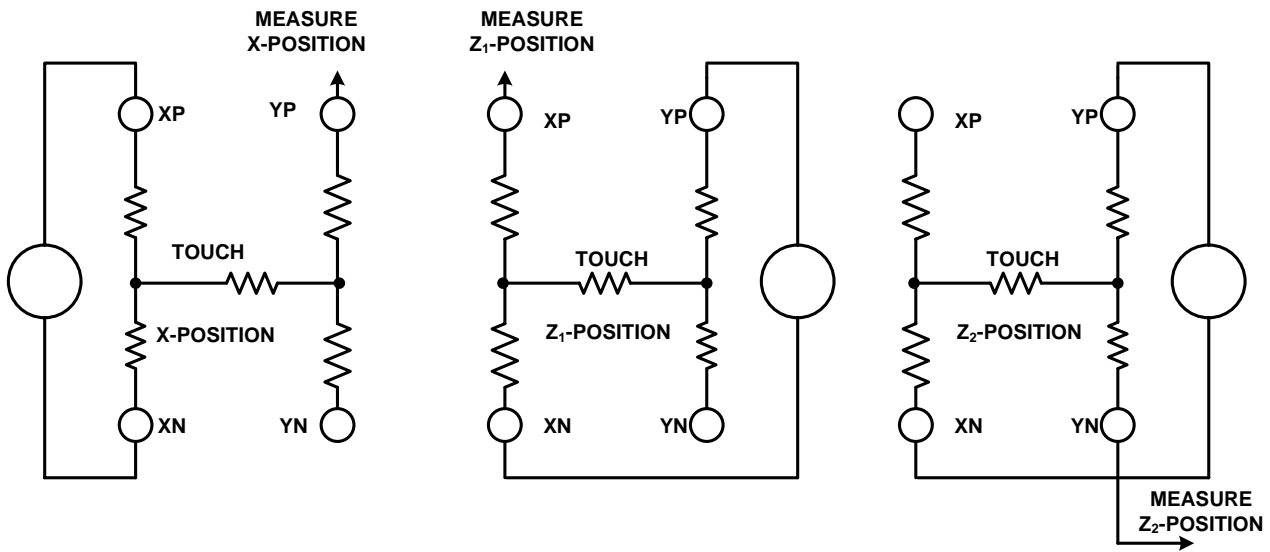 MEASURE
X-POSITION
XP
YP
TOUCH
X-POSITION
XN
YN
MEASURE
Z₁-POSITION
XP
YP
TOUCH
Z₁-POSITION
XN
YN
XP
YP
TOUCH
Z₂-POSITION
XN
YN
MEASURE
Z₂-POSITION